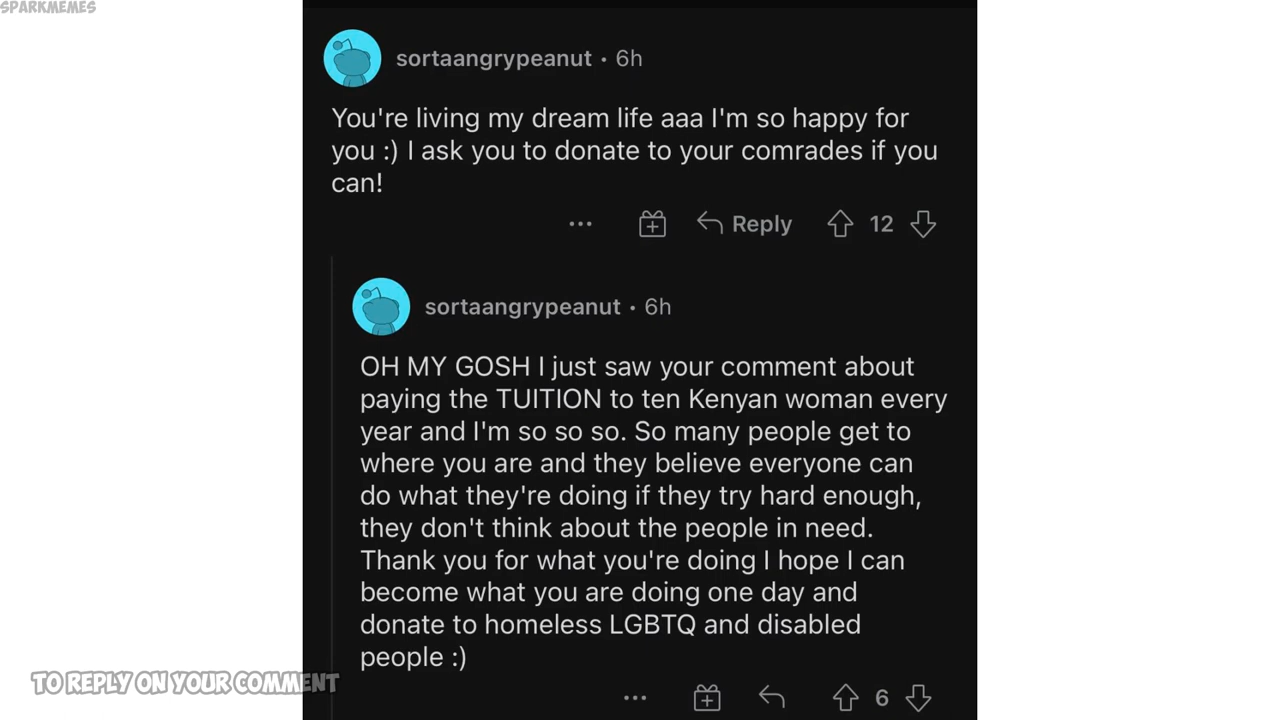 SPARKMEMES
sortaangrypeanut • 6h
You're living my dream life aaa I'm so happy for
you :) I ask you to donate to your comrades if you
can!
Reply 12
sortaangrypeanut • 6h
OH MY GOSH I just saw your comment about
paying the TUITION to ten Kenyan woman every
year and I'm so so so. So many people get to
where you are and they believe everyone can
do what they're doing if they try hard enough,
they don't think about the people in need.
Thank you for what you're doing I hope I can
become what you are doing one day and
donate to homeless LGBTQ and disabled
people :)
TO REPLY ON YOUR COMMENT
6